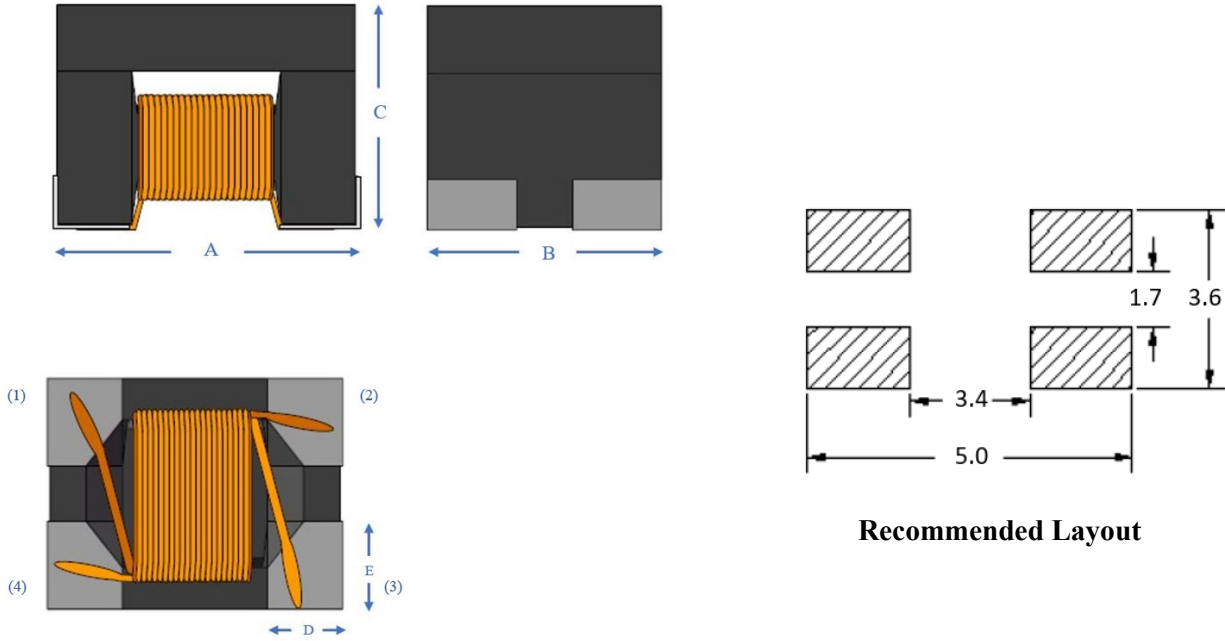 C
A
B
1.7
3.6
3.4
5.0
Recommended Layout
(1)
(2)
E
(4)
(3)
D